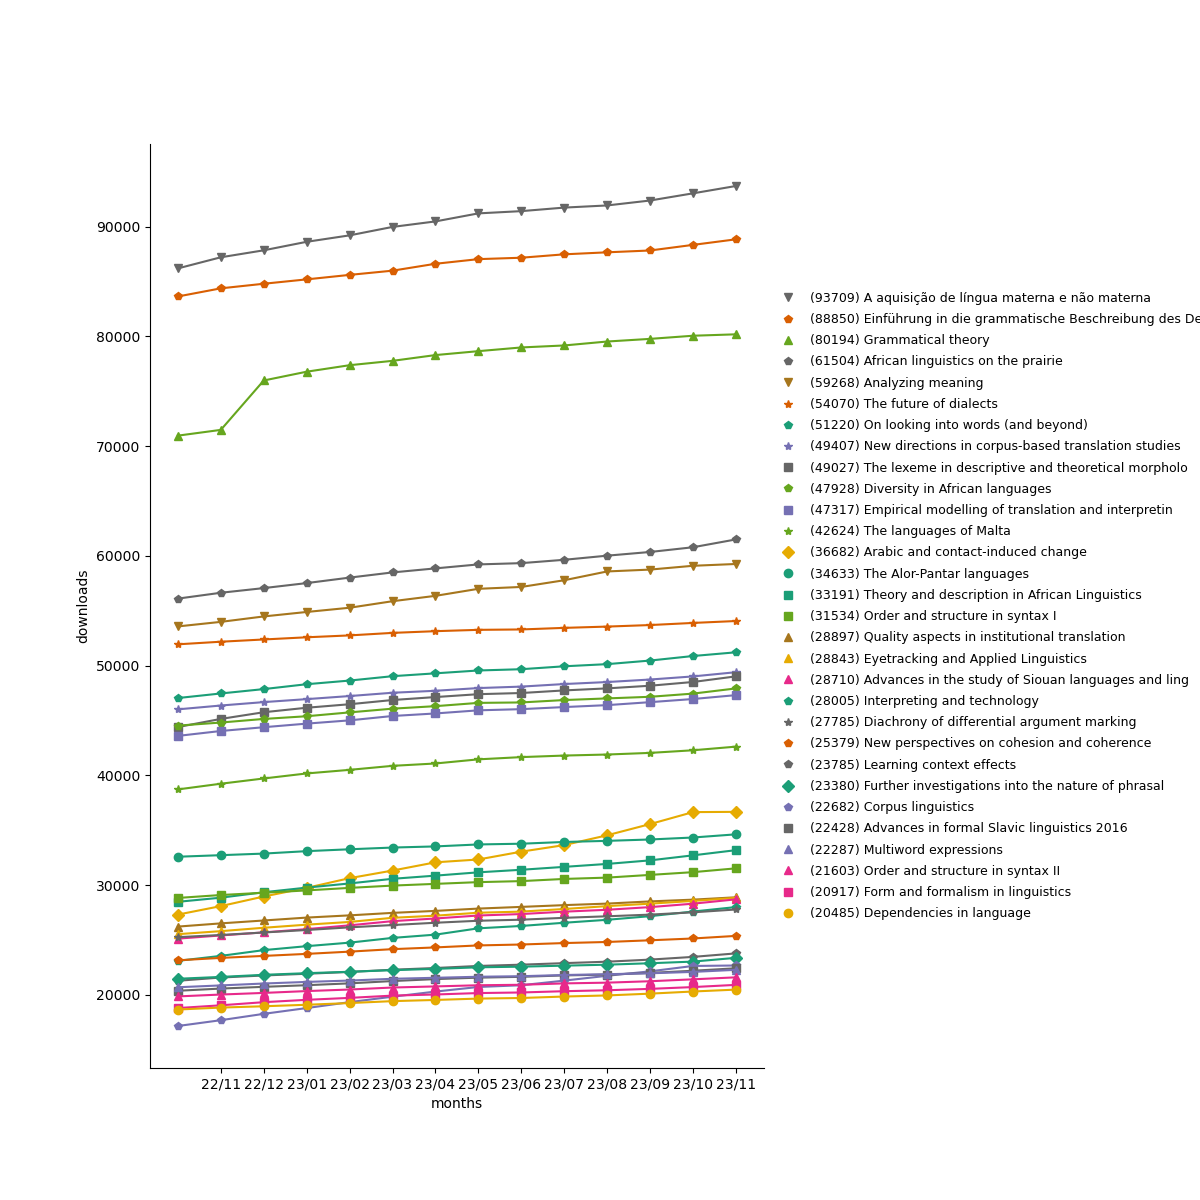 90000
80000
70000
60000
50000
40000
30000
20000
downloads
22/11 22/12 23/01 23/02 23/03 23/04 23/05 23/06 23/07 23/08 23/09 23/10 23/11
months
(93709) A aquisição de língua materna e não materna
(88850) Einführung in die grammatische Beschreibung des De
(80194) Grammatical theory
(61504) African linguistics on the prairie
(59268) Analyzing meaning
(54070) The future of dialects
(51220) On looking into words (and beyond)
(49407) New directions in corpus-based translation studies
(49027) The lexeme in descriptive and theoretical morpholo
(47928) Diversity in African languages
(47317) Empirical modelling of translation and interpretin
(42624) The languages of Malta
(36682) Arabic and contact-induced change
(34633) The Alor-Pantar languages
(33191) Theory and description in African Linguistics
(31534) Order and structure in syntax I
(28897) Quality aspects in institutional translation
(28843) Eyetracking and Applied Linguistics
(28710) Advances in the study of Siouan languages and ling
(28005) Interpreting and technology
(27785) Diachrony of differential argument marking
(25379) New perspectives on cohesion and coherence
(23785) Learning context effects
(23380) Further investigations into the nature of phrasal
(22682) Corpus linguistics
(22428) Advances in formal Slavic linguistics 2016
(22287) Multiword expressions
(21603) Order and structure in syntax II
(20917) Form and formalism in linguistics
(20485) Dependencies in language